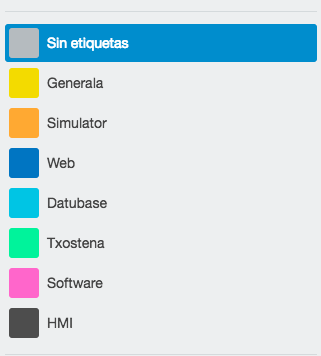 Sin etiquetas
Generala
Simulator
Web
Datubase
Txostena
Software
HMI